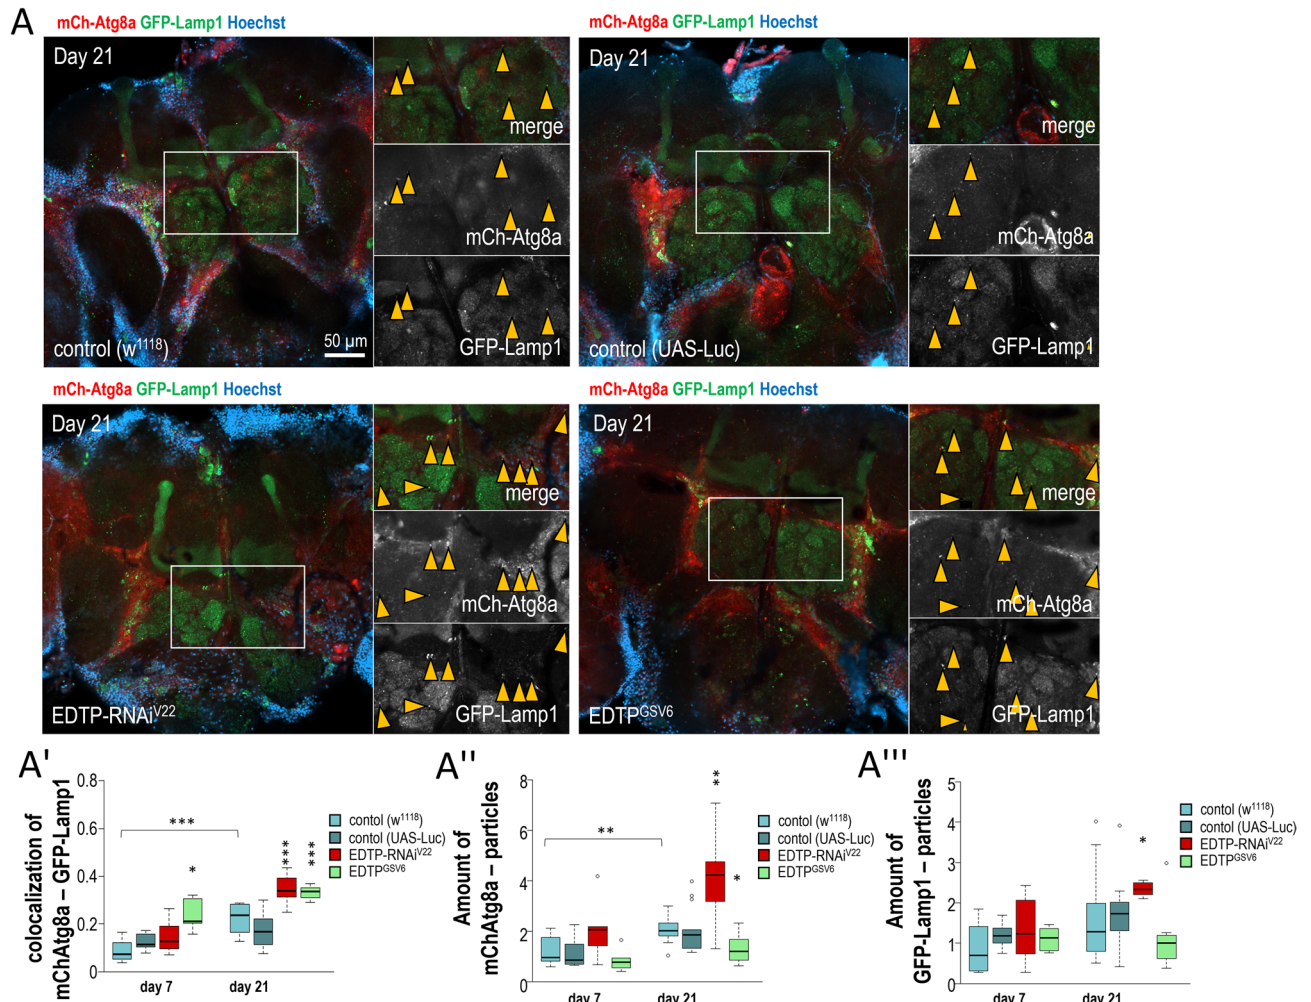 A
mCh-Atg8a GFP-Lamp1 Hoechst
Day 21
merge
mCh-Atg8a
GFP-Lamp1
control (w1118)
50 µm
mCh-Atg8a GFP-Lamp1 Hoechst
Day 21
merge
mCh-Atg8a
GFP-Lamp1
control (UAS-Luc)
mCh-Atg8a GFP-Lamp1 Hoechst
Day 21
merge
mCh-Atg8a
GFP-Lamp1
EDTP-RNAiV22
mCh-Atg8a GFP-Lamp1 Hoechst
Day 21
merge
mCh-Atg8a
GFP-Lamp1
EDTPGSV6
A'
colocalization of
mChAtg8a – GFP-Lamp1
0.8
0.6
0.4
0.2
0
***
*
***
***
day 7
day 21
contol (w1118)
contol (UAS-Luc)
EDTP-RNAiV22
EDTPGSV6
A''
Amount of
mChAtg8a – particles
8
6
4
2
0
**
**
*
day 7
day 21
contol (w1118)
contol (UAS-Luc)
EDTP-RNAiV22
EDTPGSV6
A'''
Amount of
GFP-Lamp1 – particles
5
4
3
2
1
0
*
day 7
day 21
contol (w1118)
contol (UAS-Luc)
EDTP-RNAiV22
EDTPGSV6